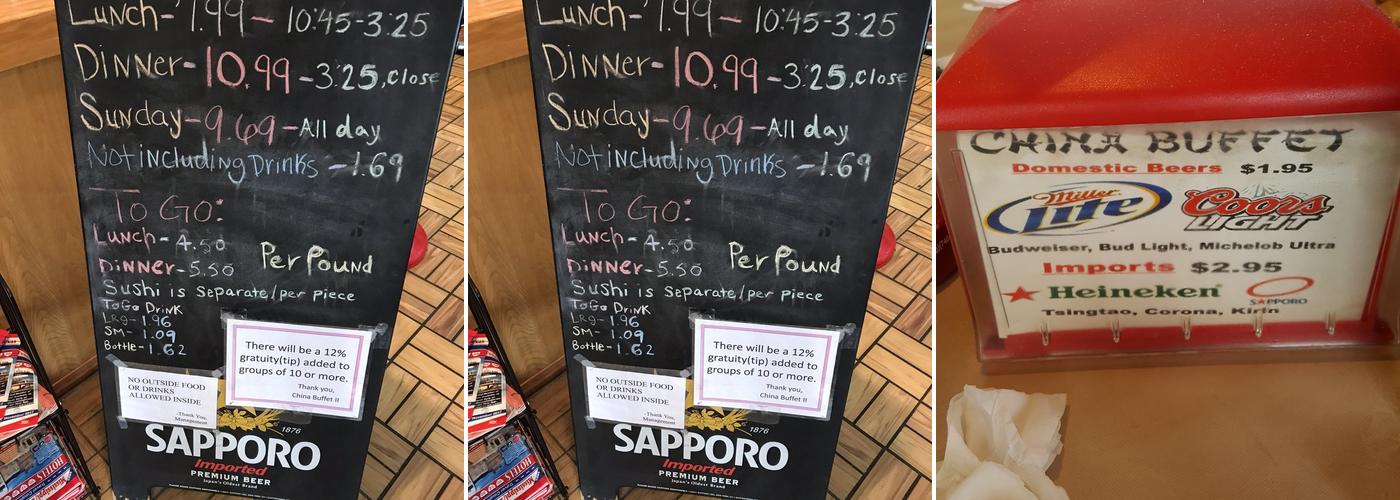 Lunch-7.99-10:45-3:25
Dinner-10.99-3:25,close
Sunday-9.69-All day
Not including Drinks-1.69
To Go:
Lunch-4.50
Dinner-5.50 Per Pound
Sushi is separate/per piece
ToGo Drink
Lrg-1.96
SM-1.09
Bottle-1.62
There will be a 12%
gratuity(tip) added to
groups of 10 or more.
Thank you,
China Buffet II
NO OUTSIDE FOOD
OR DRINKS
ALLOWED INSIDE
-Thank You,
Management
1876
SAPPORO
Imported
PREMIUM BEER
Japan's Oldest Brand
Lunch-7.99-10:45-3:25
Dinner-10.99-3:25,close
Sunday-9.69-All day
Not including Drinks-1.69
To Go:
Lunch-4.50
Dinner-5.50 Per Pound
Sushi is separate/per piece
ToGo Drink
Lrg-1.96
SM-1.09
Bottle-1.62
There will be a 12%
gratuity(tip) added to
groups of 10 or more.
Thank you,
China Buffet II
NO OUTSIDE FOOD
OR DRINKS
ALLOWED INSIDE
-Thank You,
Management
1876
SAPPORO
Imported
PREMIUM BEER
Japan's Oldest Brand
CHINA BUFFET
Domestic Beers $1.95
Miller Lite Coors LIGHT
Budweiser, Bud Light, Michelob Ultra
Imports $2.95
Heineken SAPPORO
Tsingtao, Corona, Kirin